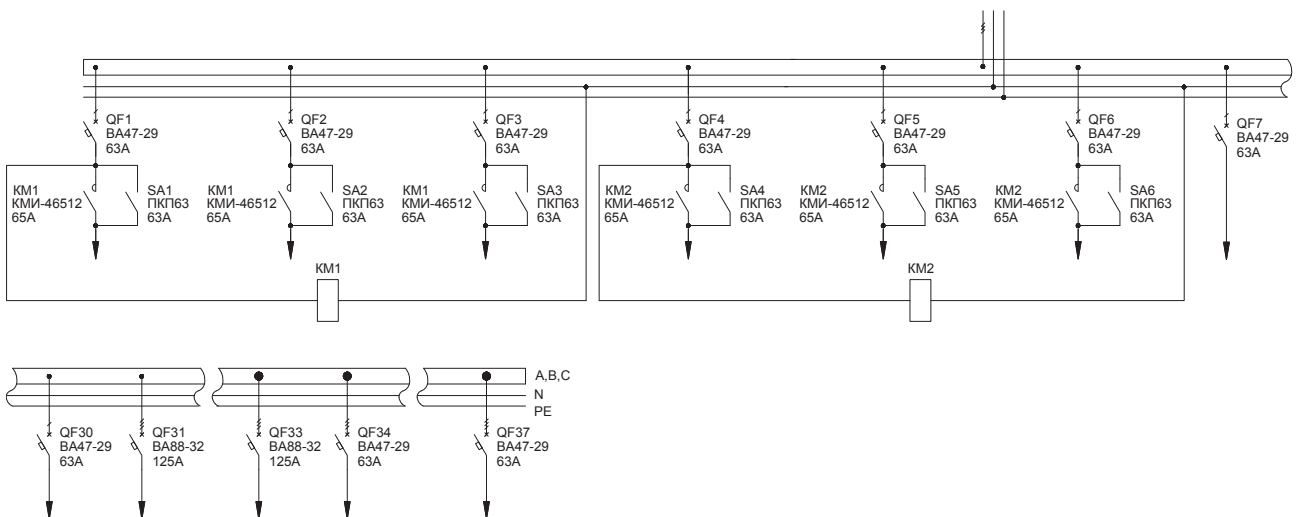 QF1
ВА47-29
63А
QF2
ВА47-29
63А
QF3
ВА47-29
63А
QF4
ВА47-29
63А
QF5
ВА47-29
63А
QF6
ВА47-29
63А
QF7
ВА47-29
63А
КМ1
КМИ-46512
65А
SA1
ПКП63
63А
КМ1
КМИ-46512
65А
SA2
ПКП63
63А
КМ1
КМИ-46512
65А
SA3
ПКП63
63А
КМ2
КМИ-46512
65А
SA4
ПКП63
63А
КМ2
КМИ-46512
65А
SA5
ПКП63
63А
КМ2
КМИ-46512
65А
SA6
ПКП63
63А
КМ1
КМ2
A,B,C
N
PE
QF30
ВА47-29
63А
QF31
ВА88-32
125А
QF33
ВА88-32
125А
QF34
ВА47-29
63А
QF37
ВА47-29
63А